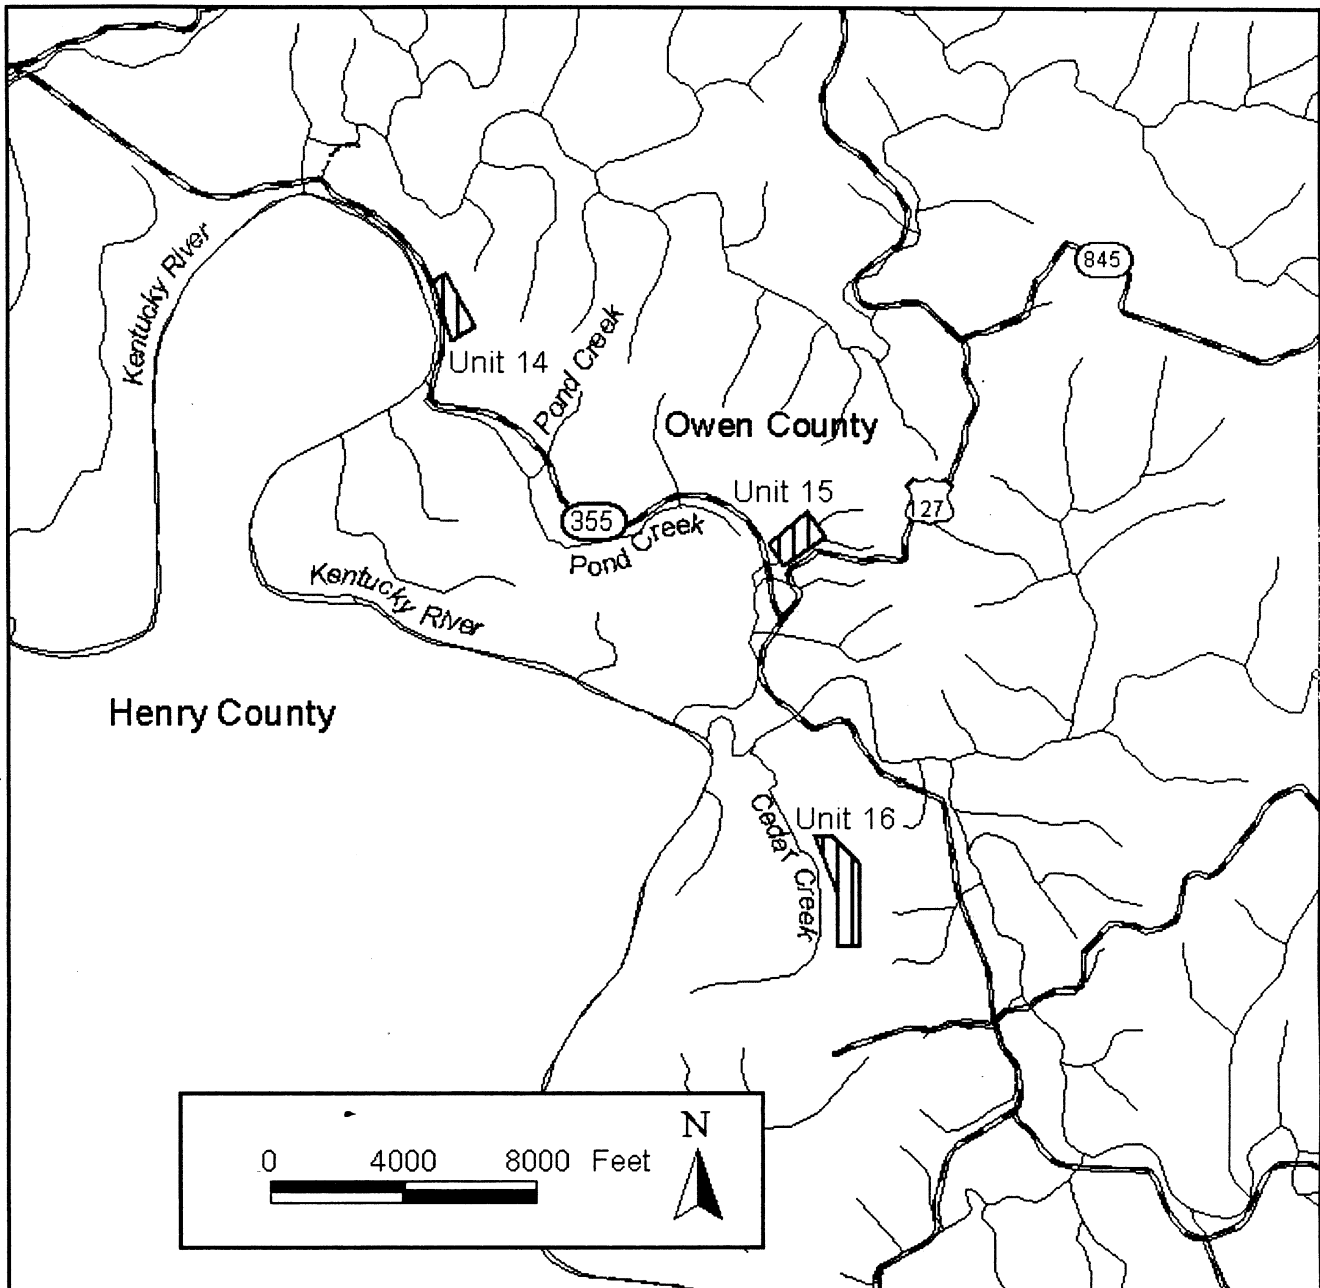 845
Kentucky River
Unit 14
Pond Creek
Owen County
Unit 15
127
355
Pond Creek
Kentucky River
Henry County
Cedar Creek
Unit 16
N
0 4000 8000 Feet